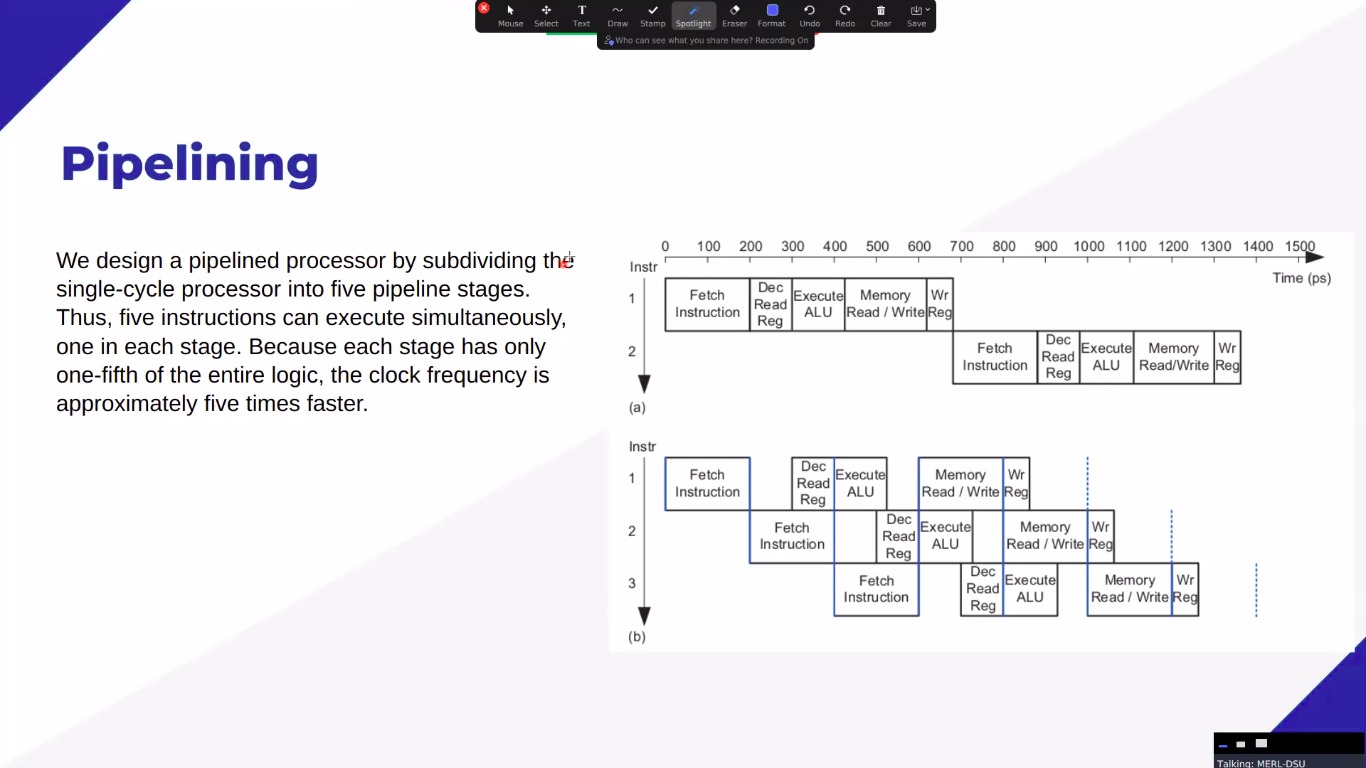 Mouse Select Text Draw Stamp Spotlight Eraser Format Undo Redo Clear Save
Who can see what you share here? Recording On
Pipelining
We design a pipelined processor by subdividing the
single-cycle processor into five pipeline stages.
Thus, five instructions can execute simultaneously,
one in each stage. Because each stage has only
one-fifth of the entire logic, the clock frequency is
approximately five times faster.
0 100 200 300 400 500 600 700 800 900 1000 1100 1200 1300 1400 1500
Time (ps)
Instr
1
Fetch
Instruction
Dec
Read
Reg
Execute
ALU
Memory
Read / Write
Wr
Reg
2
Fetch
Instruction
Dec
Read
Reg
Execute
ALU
Memory
Read/Write
Wr
Reg
(a)
Instr
1
Fetch
Instruction
Dec
Read
Reg
Execute
ALU
Memory
Read / Write
Wr
Reg
2
Fetch
Instruction
Dec
Read
Reg
Execute
ALU
Memory
Read / Write
Wr
Reg
3
Fetch
Instruction
Dec
Read
Reg
Execute
ALU
Memory
Read / Write
Wr
Reg
(b)
Talking: MERL-DSU